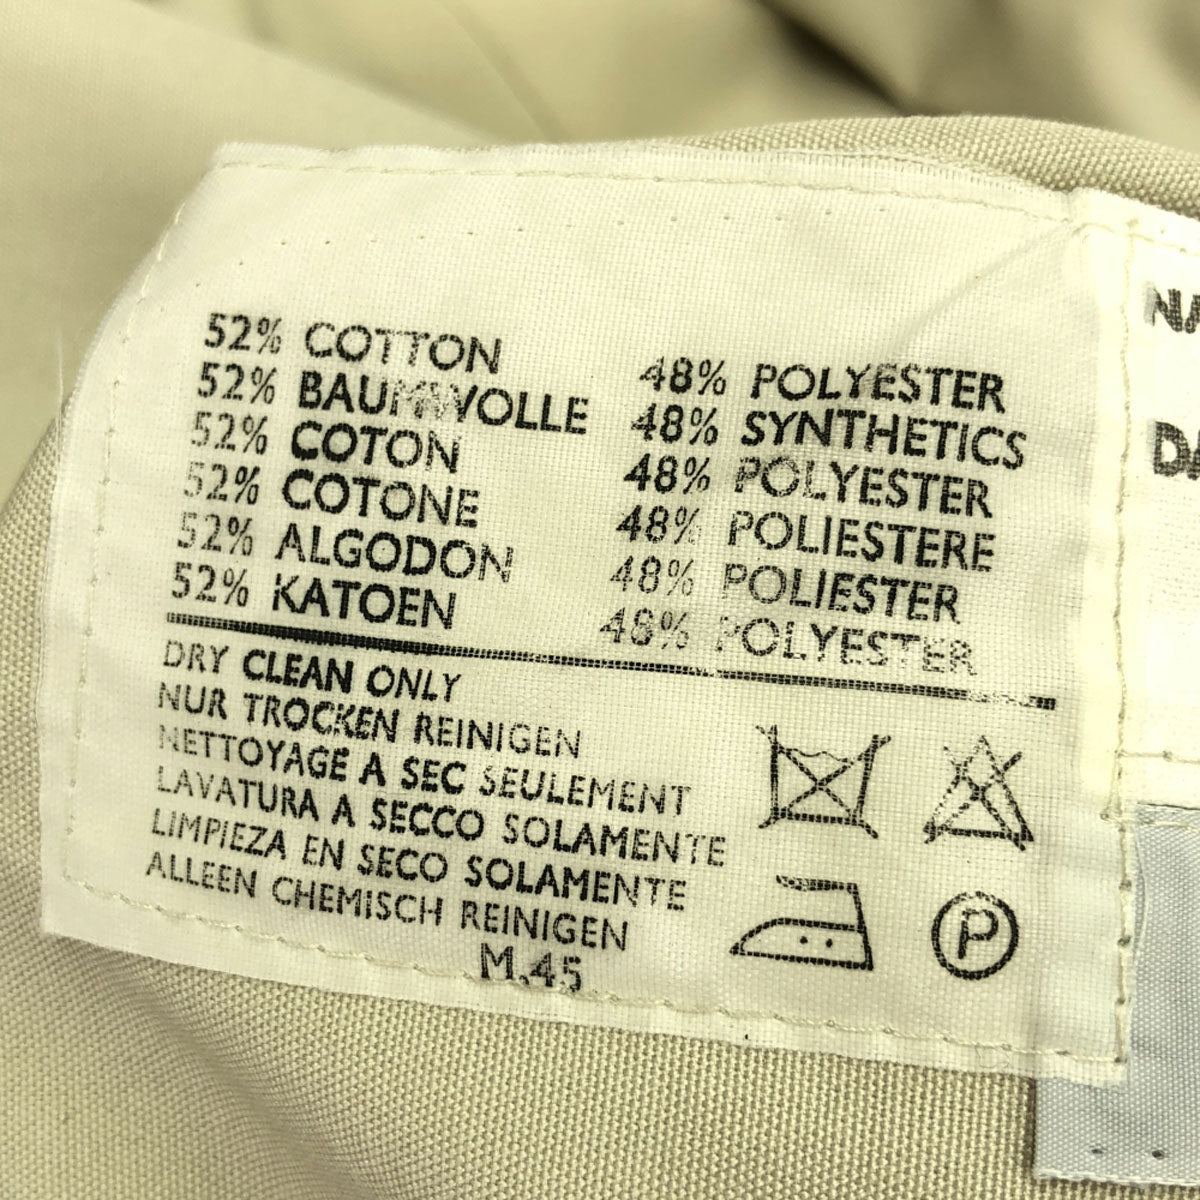 52% COTTON 48% POLYESTER
52% BAUMWOLLE 48% SYNTHETICS
52% COTON 48% POLYESTER
52% COTONE 48% POLIESTERE
52% ALGODON 48% POLIESTER
52% KATOEN 48% POLYESTER
DRY CLEAN ONLY
NUR TROCKEN REINIGEN
NETTOYAGE A SEC SEULEMENT
LAVATURA A SECCO SOLAMENTE
LIMPIEZA EN SECO SOLAMENTE
ALLEEN CHEMISCH REINIGEN
M.45
P